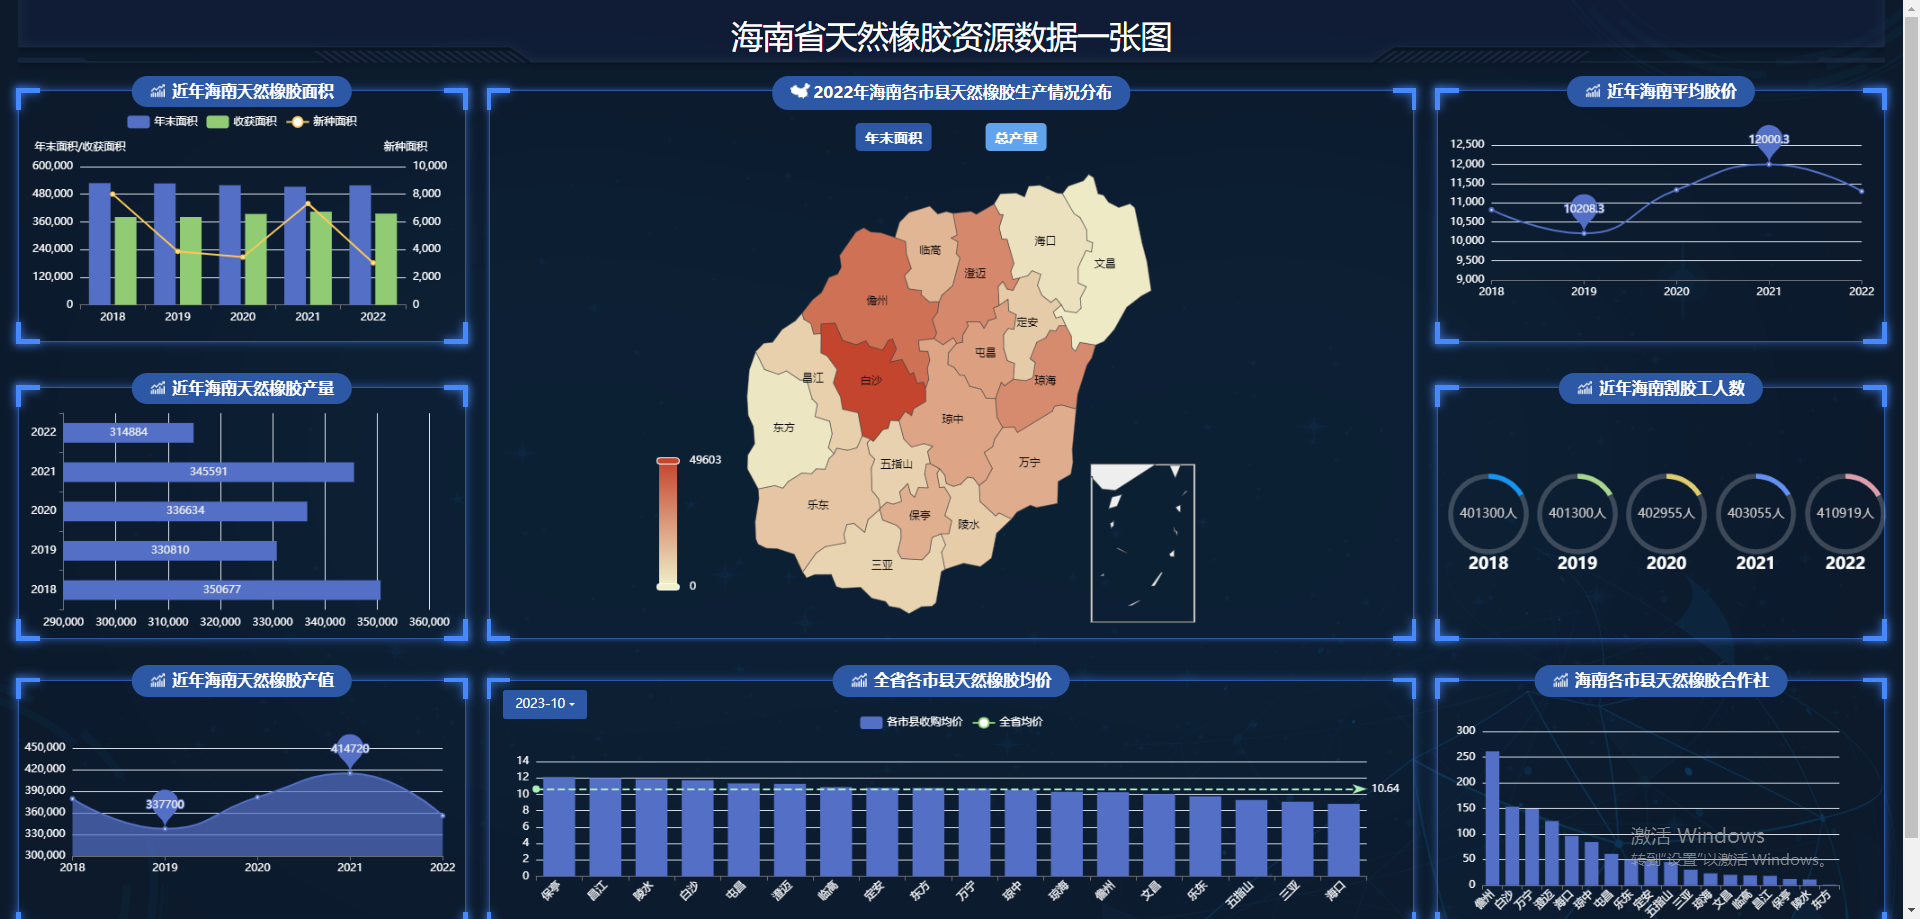 海南省天然橡胶资源数据一张图
近年海南天然橡胶面积
年末面积 收获面积 新种面积
年末面积/收获面积 新种面积
600,000 10,000
480,000 8,000
360,000 6,000
240,000 4,000
120,000 2,000
0 0
2018 2019 2020 2021 2022
近年海南天然橡胶产量
2022 314884
2021 345591
2020 336634
2019 330810
2018 350677
290,000 300,000 310,000 320,000 330,000 340,000 350,000 360,000
近年海南天然橡胶产值
414720
450,000
420,000
390,000
337700
360,000
330,000
300,000
2018 2019 2020 2021 2022
2022年海南各市县天然橡胶生产情况分布
年末面积 总产量
海口
临高
文昌
澄迈
儋州
定安
屯昌
昌江
白沙
琼海
琼中
东方
五指山
万宁
乐东
保亭
陵水
三亚
49603
0
全省各市县天然橡胶均价
2023-10
各市县收购均价 全省均价
14
12
10
8
6
4
2
0
10.64
保亭 昌江 陵水 白沙 屯昌 澄迈 临高 定安 东方 万宁 琼中 琼海 儋州 文昌 乐东 五指山 三亚 海口
近年海南平均胶价
12000.3
12,500
12,000
11,500
11,000
10208.3
10,500
10,000
9,500
9,000
2018 2019 2020 2021 2022
近年海南割胶工人数
401300人 401300人 402955人 403055人 410919人
2018 2019 2020 2021 2022
海南各市县天然橡胶合作社
300
250
200
150
100
50
0
儋州 白沙 万宁 澄迈 海口 琼中 屯昌 乐东 定安 五指山 三亚 琼海 文昌 临高 昌江 保亭 陵水 东方
激活 Windows
转到"设置"以激活 Windows。